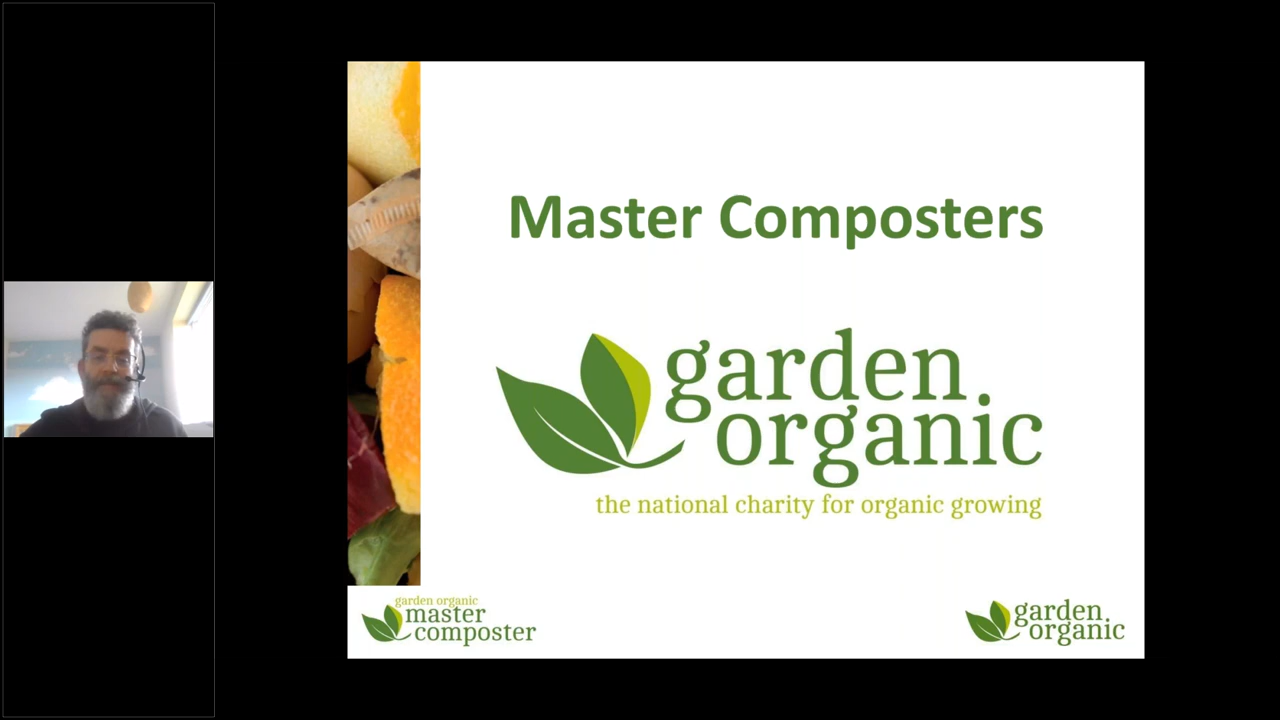 Master Composters
garden
organic
the national charity for organic growing
garden organic
master
composter
garden
organic